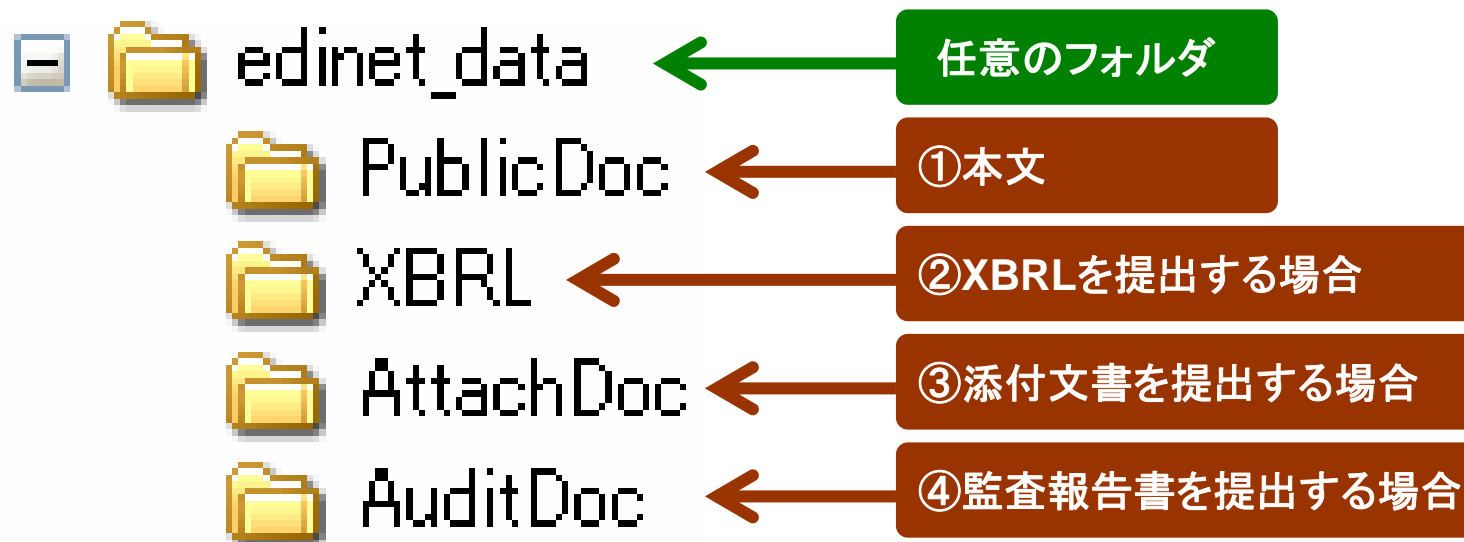 edinet_data 任意のフォルダ
PublicDoc ①本文
XBRL ②XBRLを提出する場合
AttachDoc ③添付文書を提出する場合
AuditDoc ④監査報告書を提出する場合